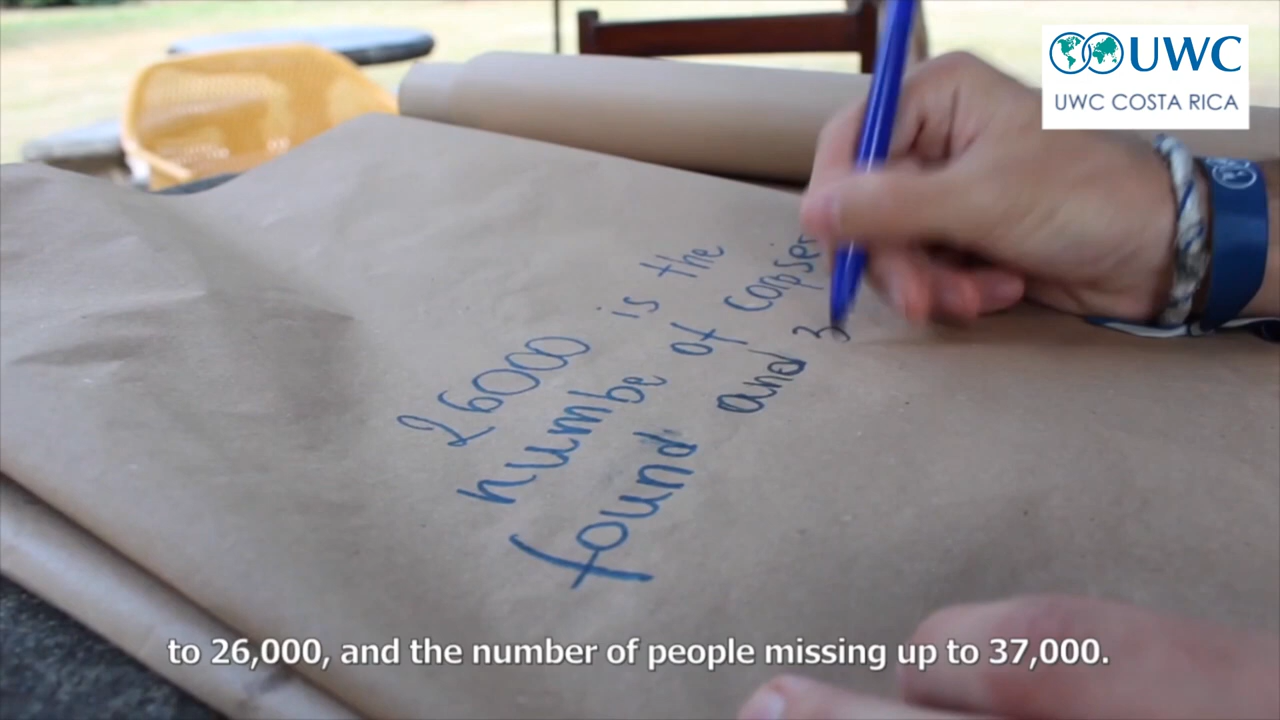 UWC
UWC COSTA RICA
26000 is the
numbe of corpses
found and 3
to 26,000, and the number of people missing up to 37,000.